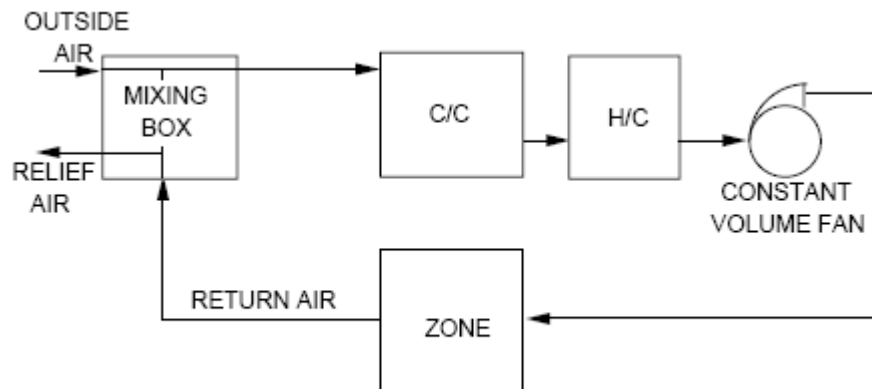 OUTSIDE
AIR
MIXING
BOX
RELIEF
AIR
C/C
H/C
CONSTANT
VOLUME FAN
RETURN AIR
ZONE